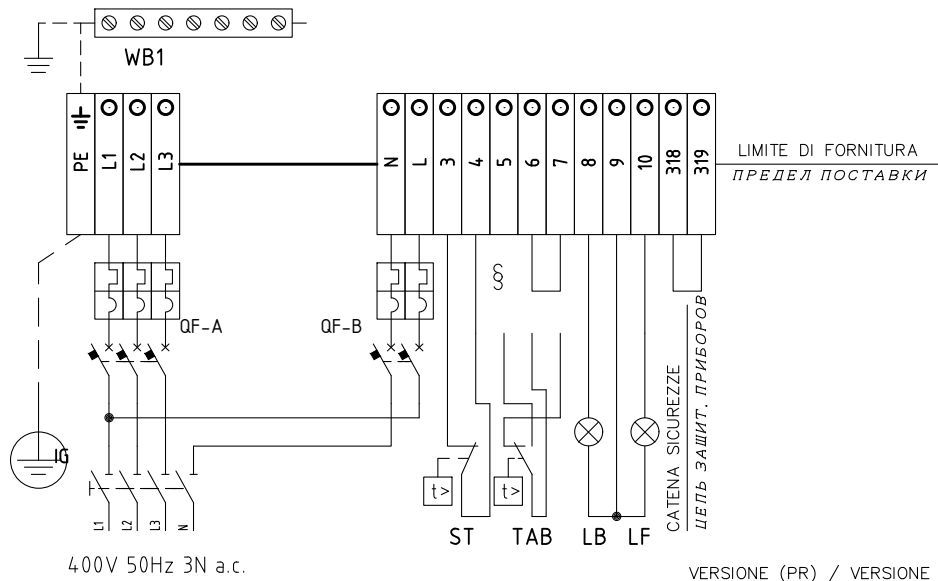 WB1
PE L1 L2 L3
N L 3 4 5 6 7 8 9 10 318 319
LIMITE DI FORNITURA
ПРЕДЕЛ ПОСТАВКИ
§
QF-A
QF-B
CATENA SICUREZZE
ЦЕПЬ ЗАЩИТ. ПРИБОРОВ
IG
t>
t>
L1 L2 L3 N
ST TAB LB LF
400V 50Hz 3N a.c.
VERSIONE (PR) / VERSIONE